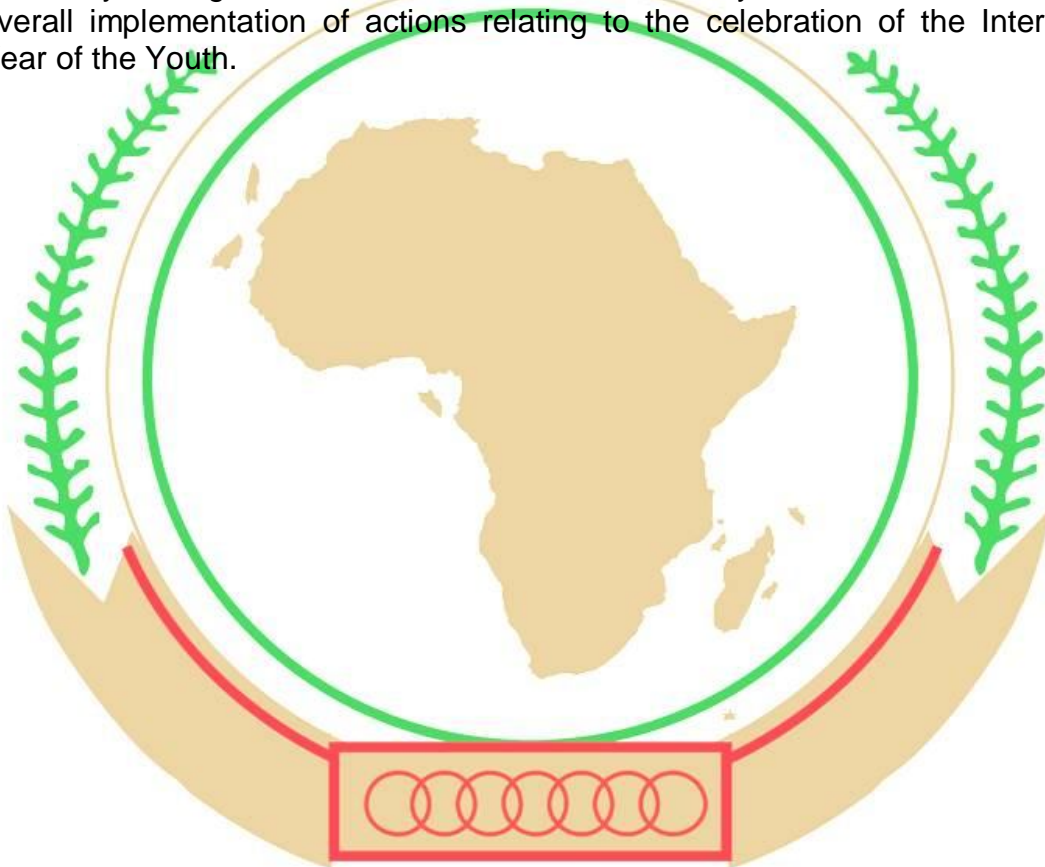 verall implementation of actions relating to the celebration of the Inter
ear of the Youth.